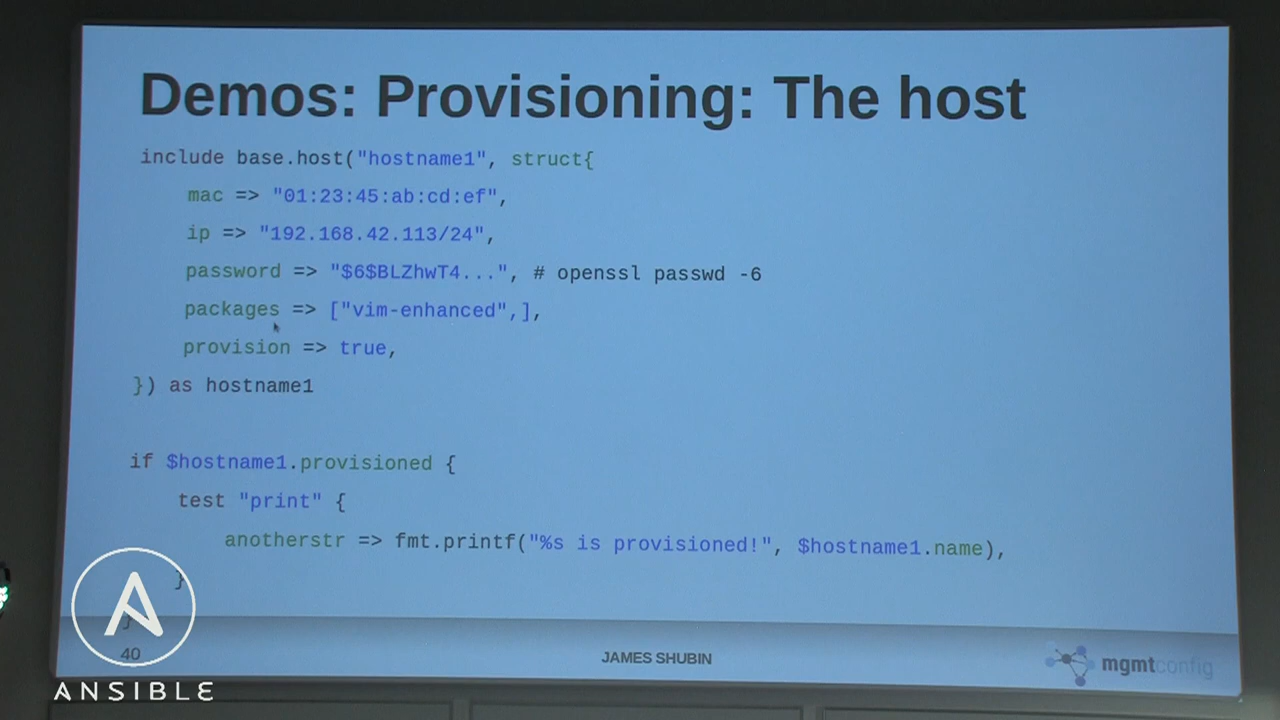 Demos: Provisioning: The host
include base.host("hostname1", struct{
mac => "01:23:45:ab:cd:ef",
ip => "192.168.42.113/24",
password => "$6$BLZhwT4...", # openssl passwd -6
packages => ["vim-enhanced",],
provision => true,
}) as hostname1
if $hostname1.provisioned {
test "print" {
anotherstr => fmt.printf("%s is provisioned!", $hostname1.name),
}
}
40
JAMES SHUBIN
mgmtconfig
ANSIBLE